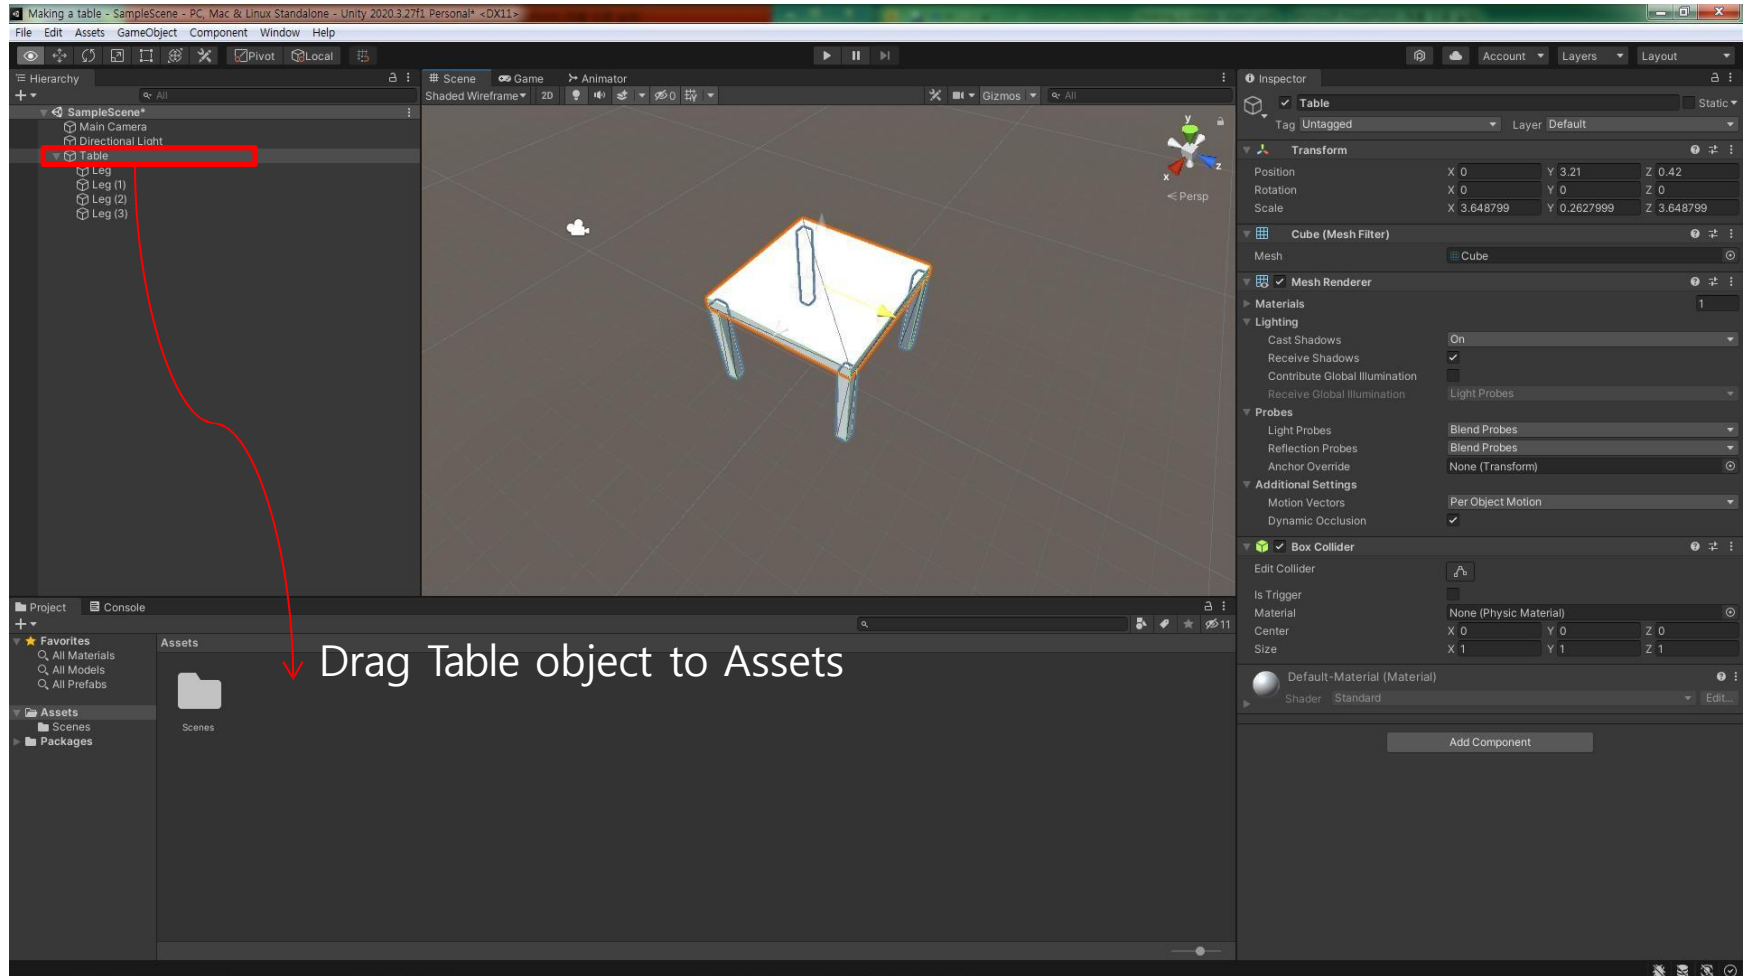 Making a table - SampleScene - PC, Mac & Linux Standalone - Unity 2020.3.27f1 Personal* <DX11>
File Edit Assets GameObject Component Window Help
Pivot Local Account Layers Layout
Hierarchy
All
SampleScene*
Main Camera
Directional Light
Table
Leg
Leg (1)
Leg (2)
Leg (3)
Scene Game Animator
Shaded Wireframe 2D 0 Gizmos All
y
z
x
Persp
Inspector
Table Static
Tag Untagged Layer Default
Transform
Position X 0 Y 3.21 Z 0.42
Rotation X 0 Y 0 Z 0
Scale X 3.648799 Y 0.2627999 Z 3.648799
Cube (Mesh Filter)
Mesh Cube
Mesh Renderer
Materials 1
Lighting
Cast Shadows On
Receive Shadows
Contribute Global Illumination
Receive Global Illumination Light Probes
Probes
Light Probes Blend Probes
Reflection Probes Blend Probes
Anchor Override None (Transform)
Additional Settings
Motion Vectors Per Object Motion
Dynamic Occlusion
Box Collider
Edit Collider
Is Trigger
Material None (Physic Material)
Center X 0 Y 0 Z 0
Size X 1 Y 1 Z 1
Default-Material (Material)
Shader Standard Edit...
Add Component
Project Console
11
Favorites
All Materials
All Models
All Prefabs
Assets
Scenes
Packages
Assets
Scenes
Drag Table object to Assets